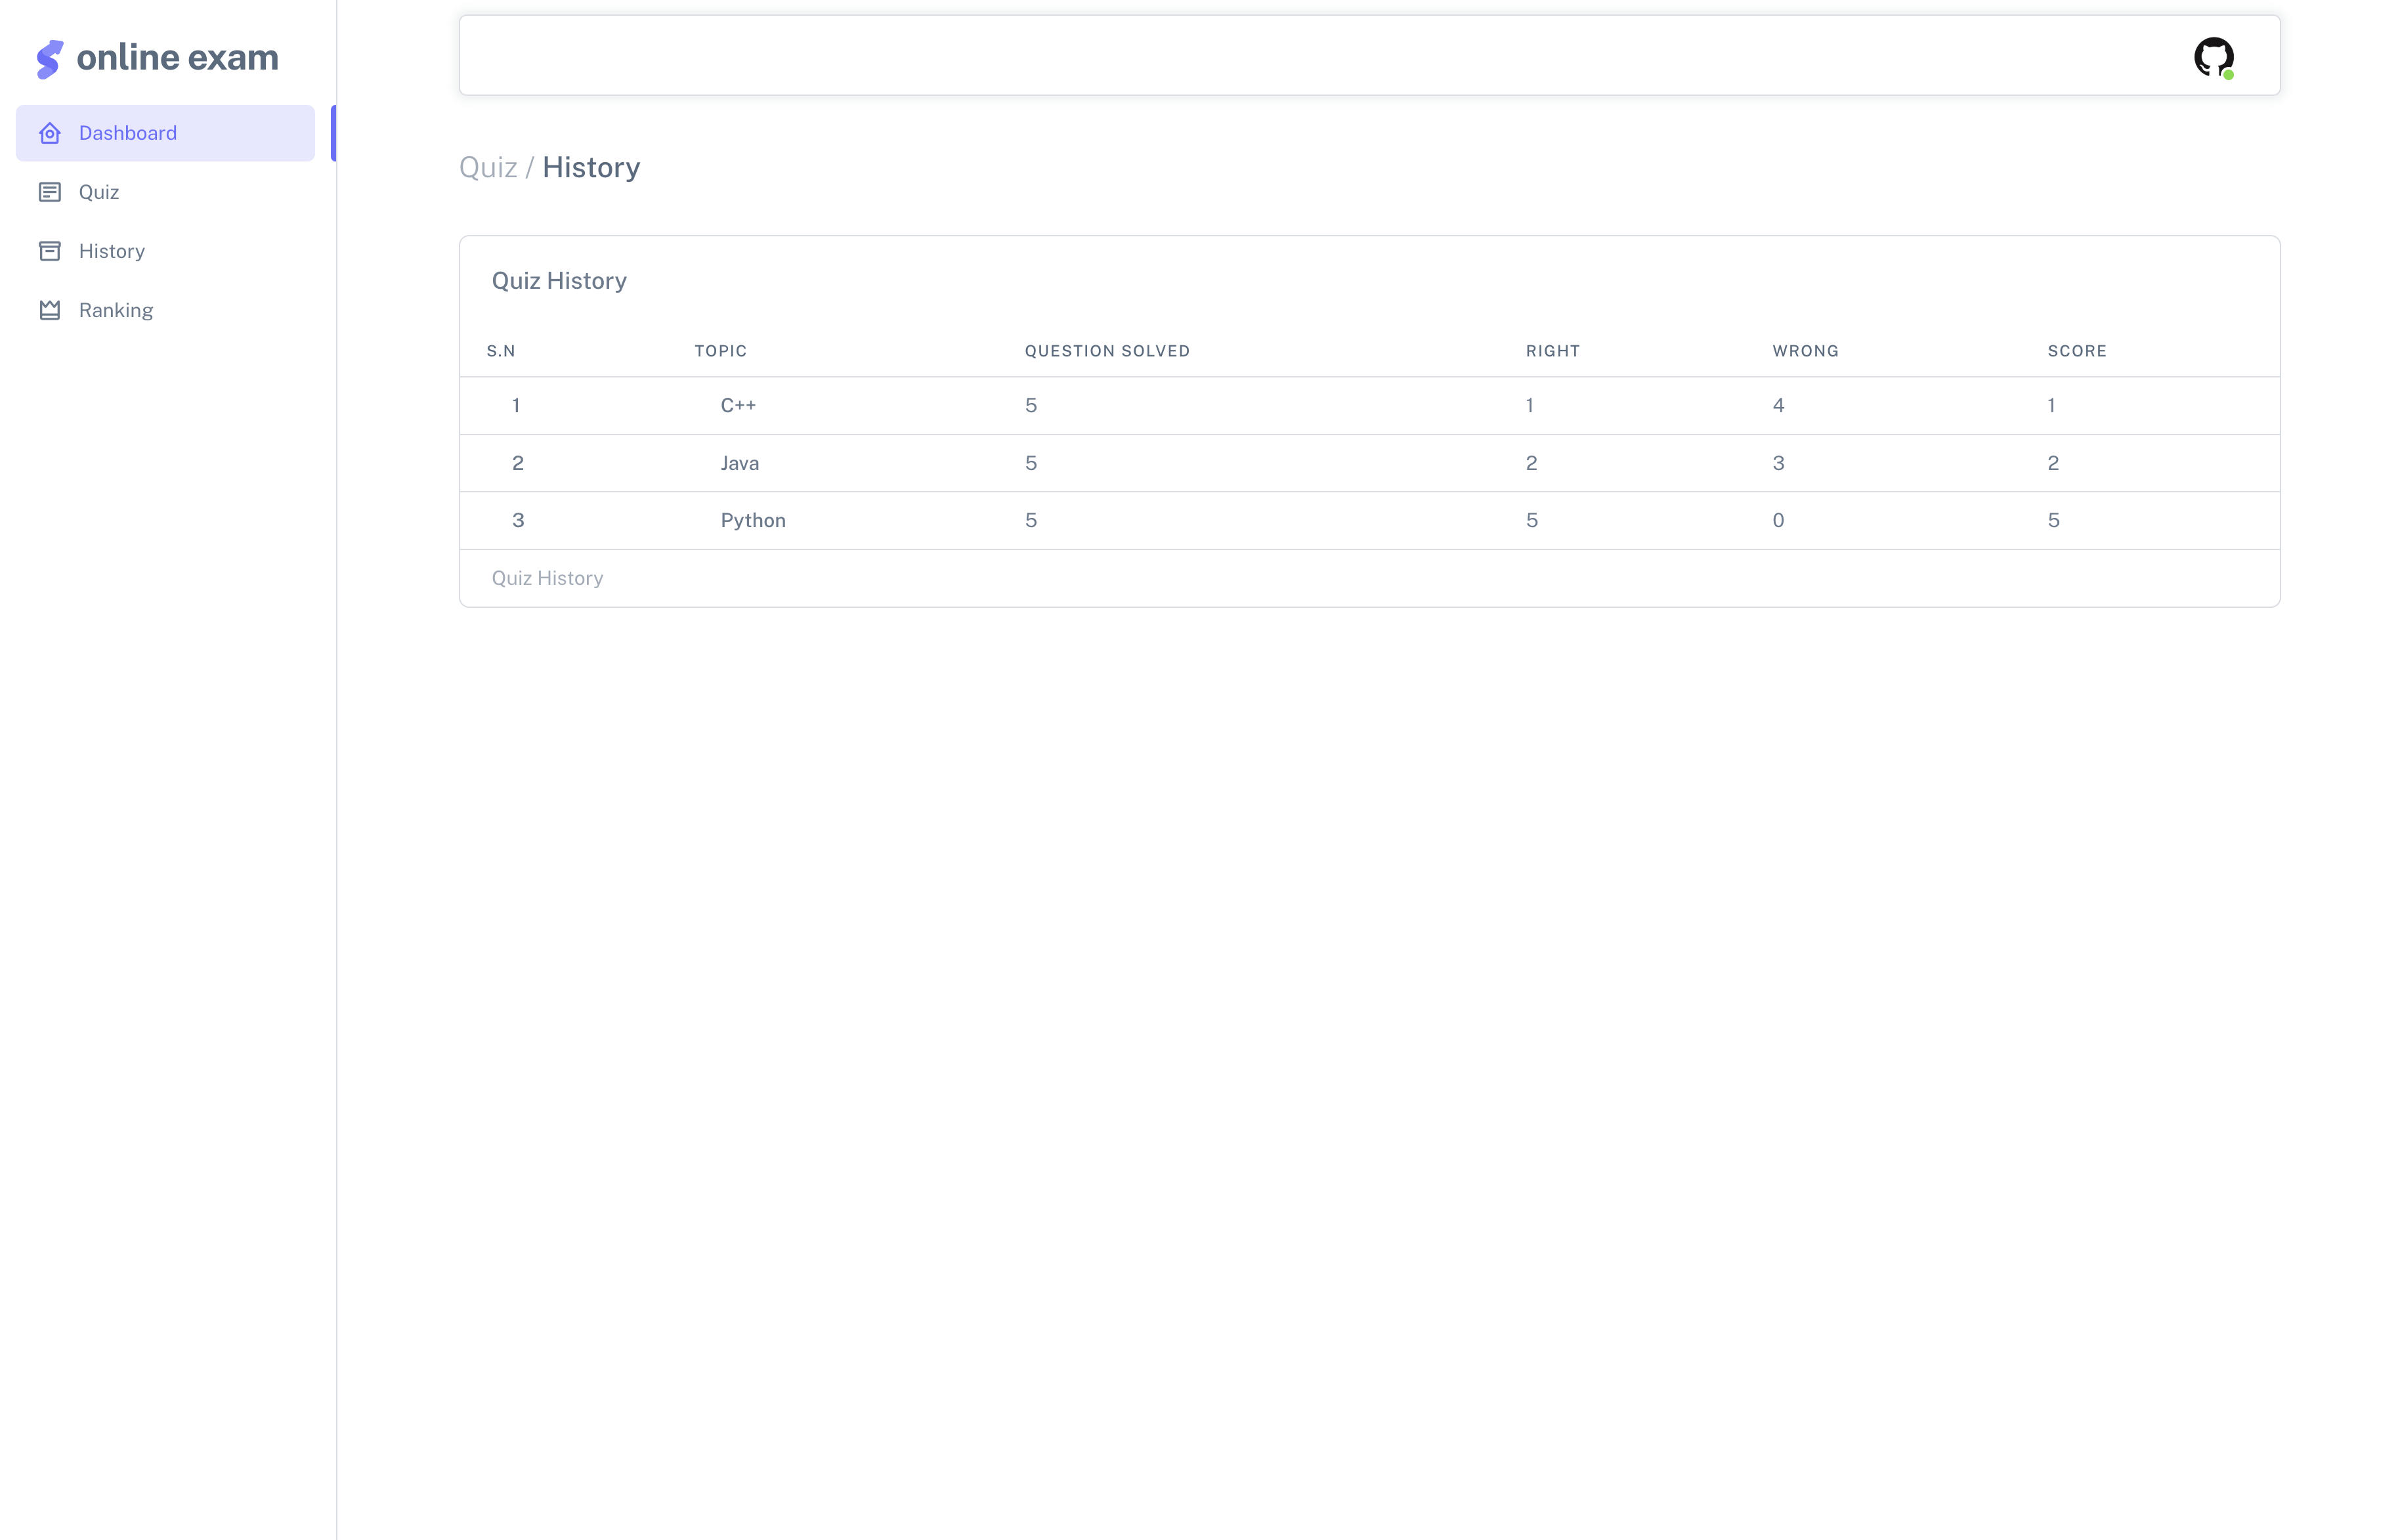 online exam
Dashboard
Quiz
History
Ranking
Quiz / History
Quiz History
S.N TOPIC QUESTION SOLVED RIGHT WRONG SCORE
1 C++ 5 1 4 1
2 Java 5 2 3 2
3 Python 5 5 0 5
Quiz History